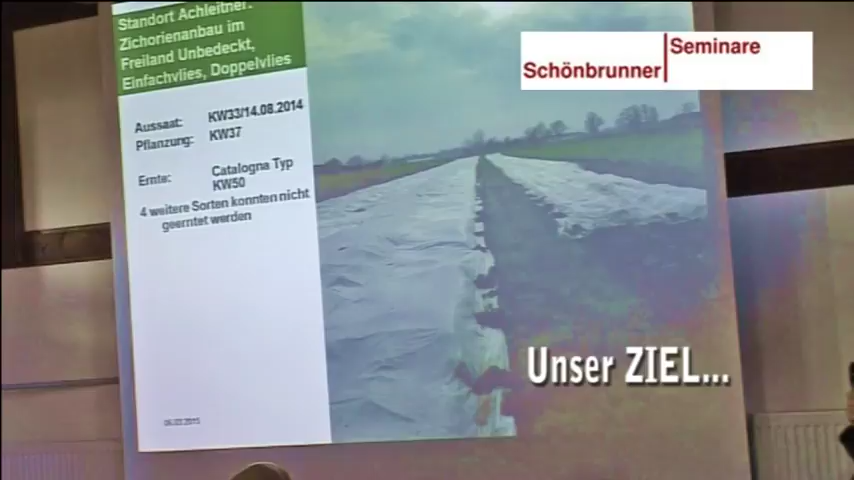 Standort Achleitner:
Zichorienanbau im
Freiland Unbedeckt,
Einfachvlies, Doppelvlies
Aussaat: KW33/14.08.2014
Pflanzung: KW37
Ernte: Catalogna Typ
KW50
4 weitere Sorten konnten nicht
geerntet werden
Schönbrunner Seminare
Unser ZIEL...